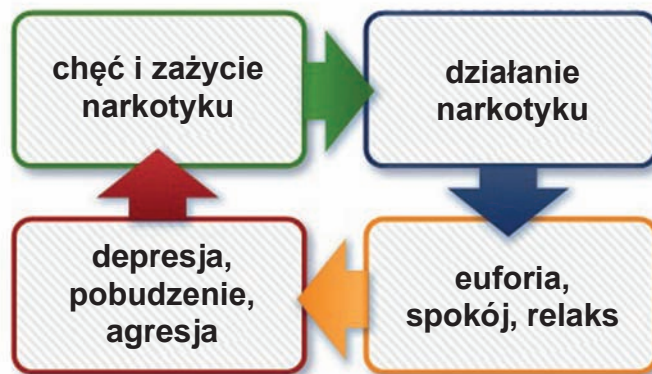 chęć i zażycie
narkotyku
działanie
narkotyku
euforia,
spokój, relaks
depresja,
pobudzenie,
agresja